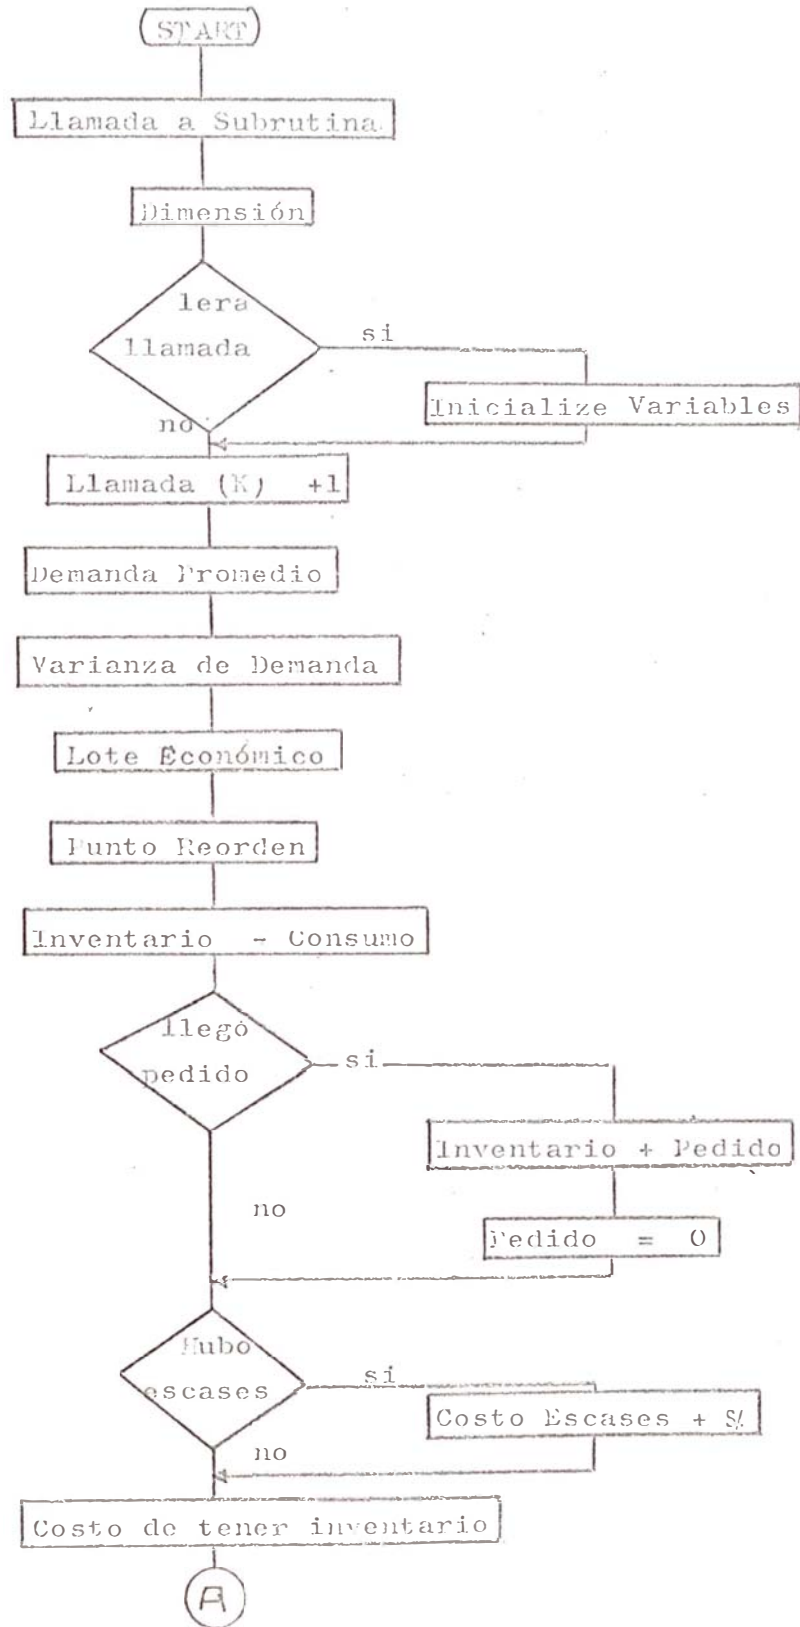 START
Llamada a Subrutina
Dimensión
1era
llamada
si
Inicialize Variables
no
Llamada (K) +1
Demanda Promedio
Varianza de Demanda
Lote Económico
Punto Reorden
Inventario - Consumo
llegó
pedido
si
Inventario + Pedido
no
Pedido = 0
Hubo
escases
si
Costo Escases + S/.
no
Costo de tener inventario
A